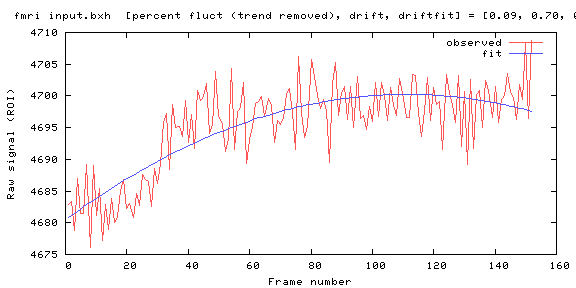 fmri input.bxh [percent fluct (trend removed), drift, driftfit] = [0.09, 0.70, 0
4710
observed
fit
4705
4700
4695
4690
4685
4680
4675
Raw signal (ROI)
0 20 40 60 80 100 120 140 160
Frame number